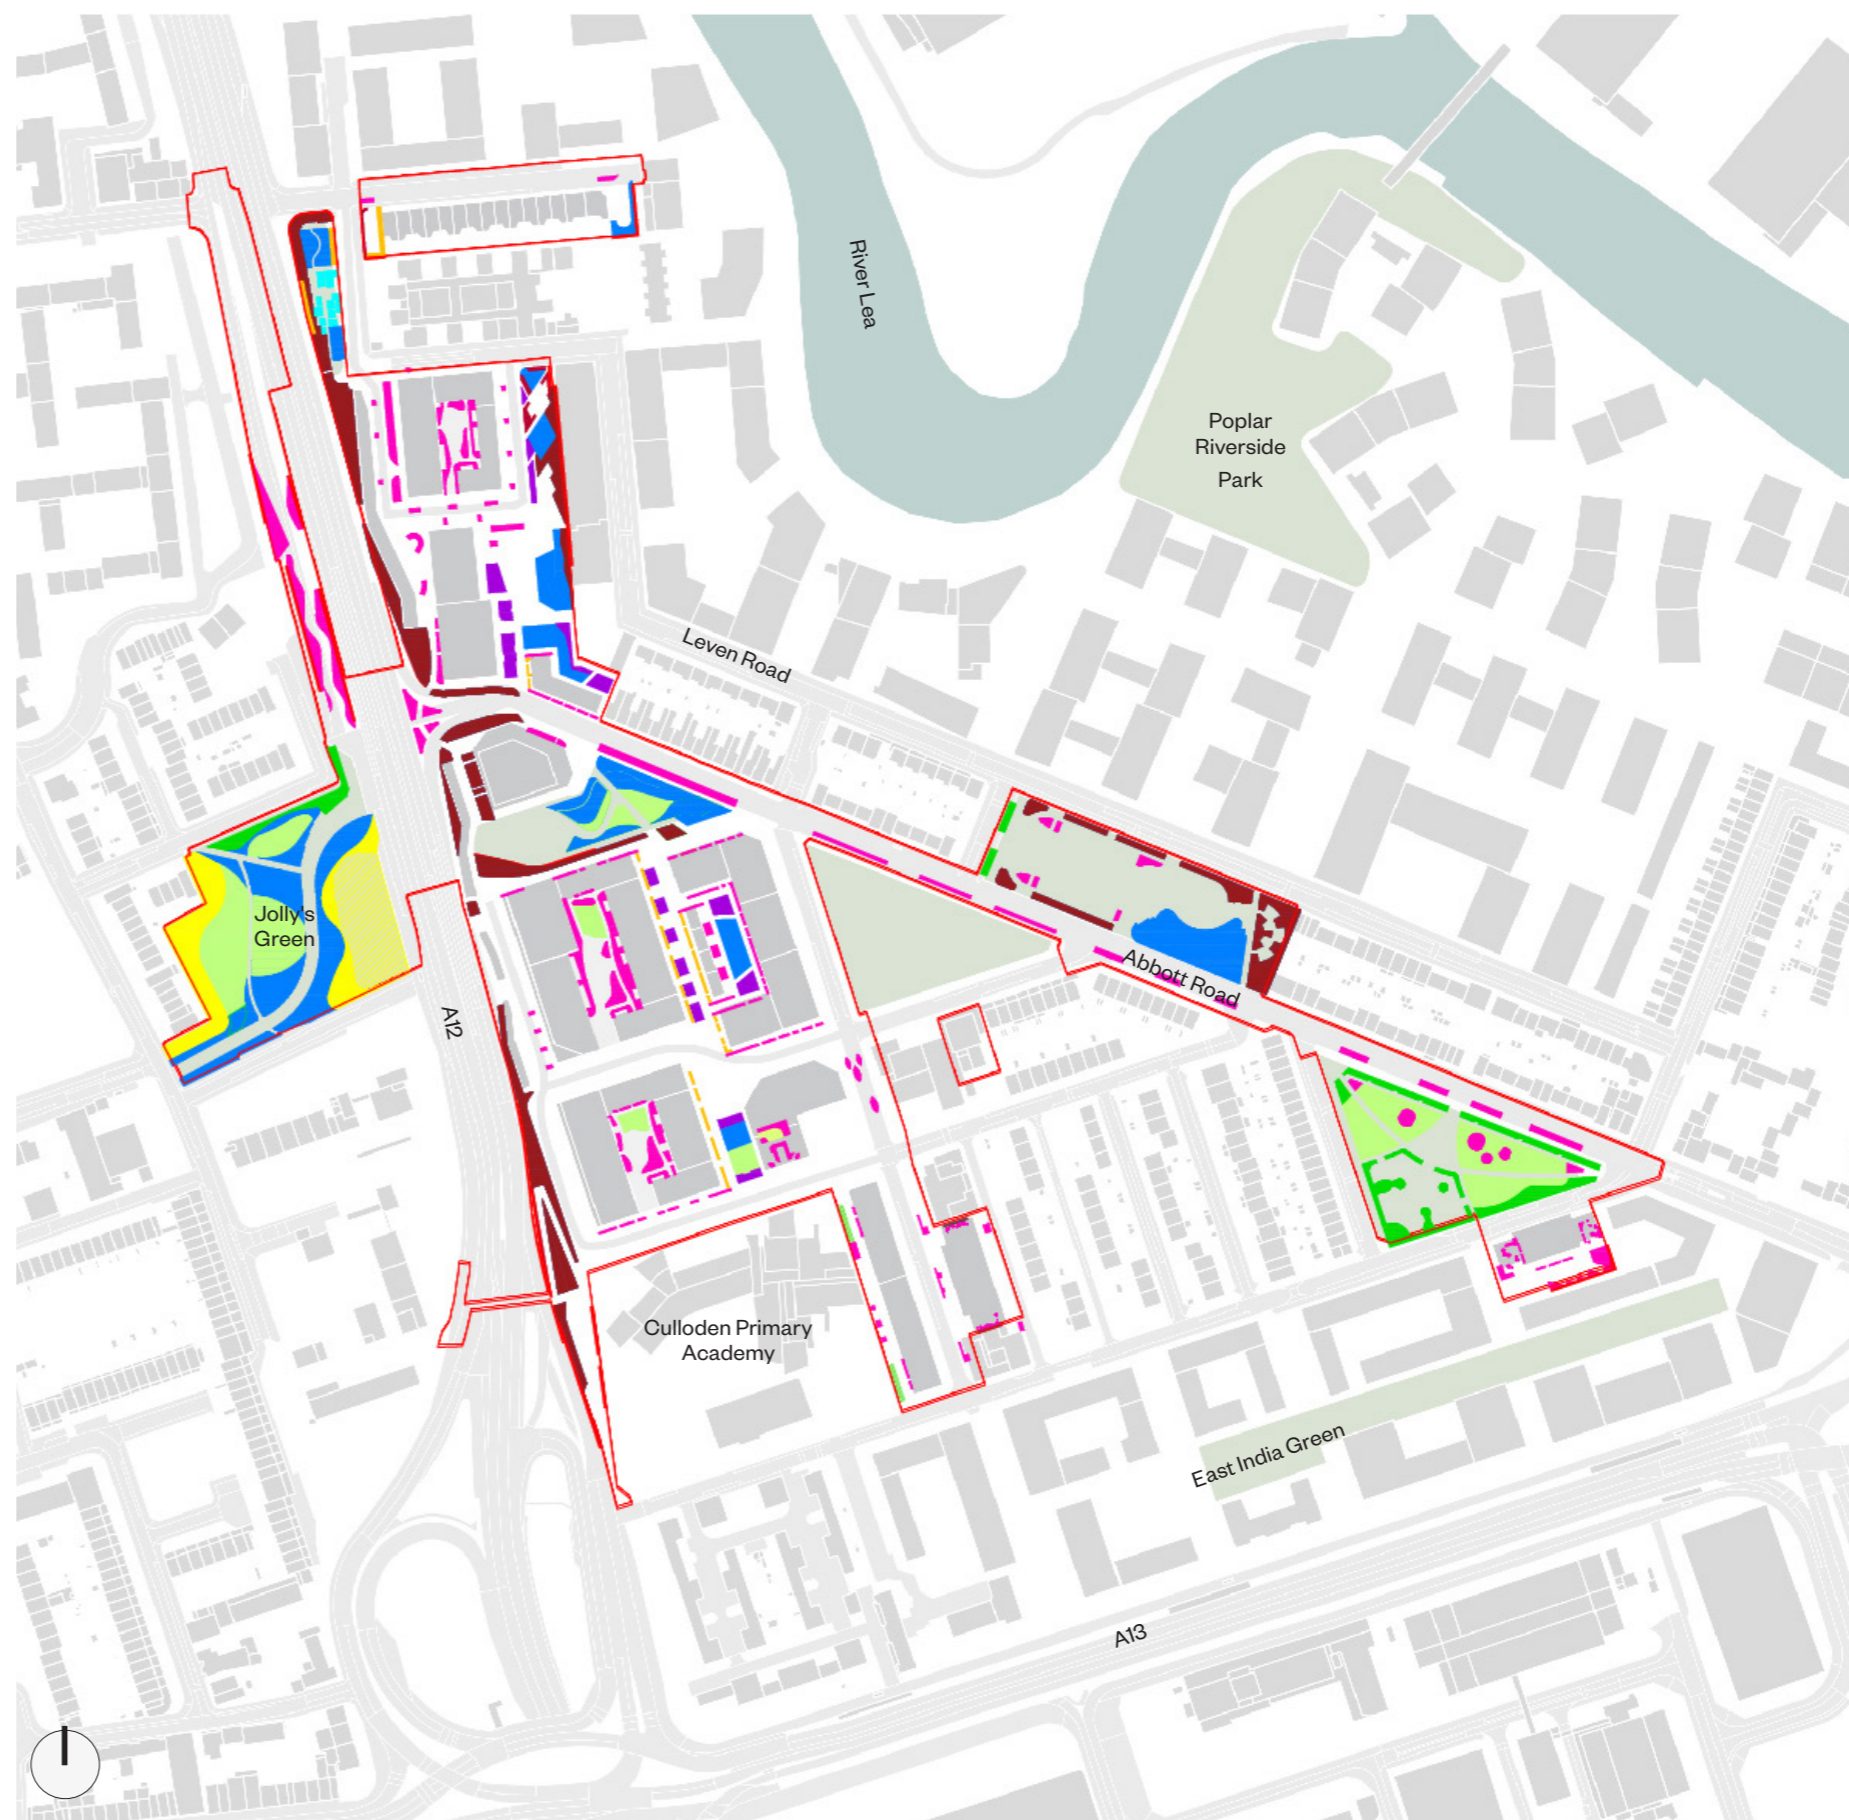 River Lea
Poplar
Riverside
Park
Leven Road
Jolly's
Green
Abbott Road
A12
Culloden Primary
Academy
East India Green
A13